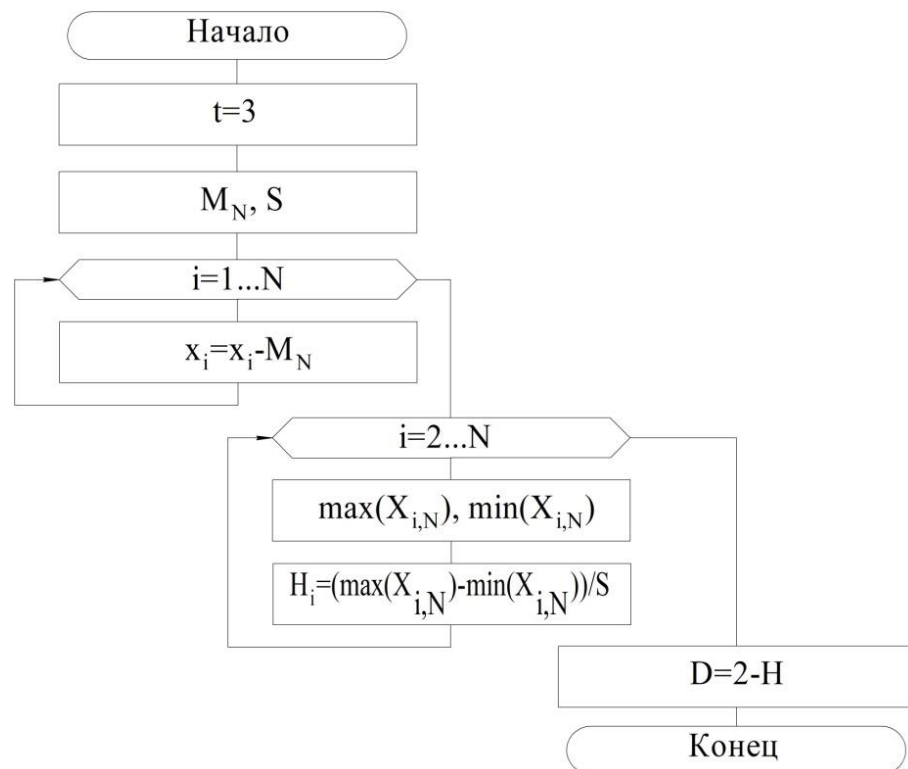 Начало
t=3
M_N, S
i=1...N
x_i=x_i-M_N
i=2...N
max(X_i,N), min(X_i,N)
H_i=(max(X_i,N)-min(X_i,N))/S
D=2-H
Конец